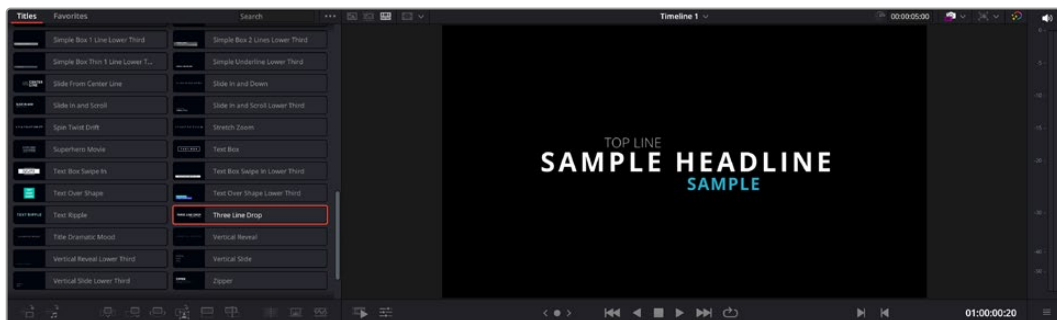 Titles Favorites Search Timeline 1 00:00:05:00
Simple Box 1 Line Lower Third Simple Box 2 Lines Lower Third
Simple Box Thin 1 Line Lower T... Simple Underline Lower Third
Slide From Center Line Slide In and Down
Slide In and Scroll Slide In and Scroll Lower Third
Spin Twist Drift Stretch Zoom
Superhero Movie Text Box
Text Box Swipe In Text Box Swipe In Lower Third
Text Over Shape Text Over Shape Lower Third
Text Ripple Three Line Drop
Title Dramatic Mood Vertical Reveal
Vertical Reveal Lower Third Vertical Slide
Vertical Slide Lower Third Zipper
TOP LINE
SAMPLE HEADLINE
SAMPLE
01:00:00:20